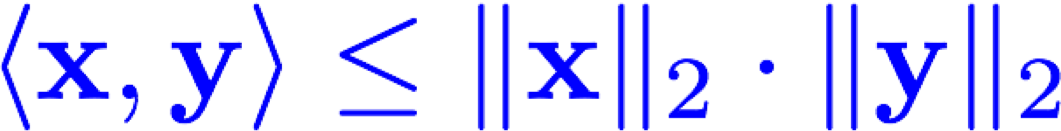 ⟨𝐱, 𝐲⟩ ≤ ‖𝐱‖₂ · ‖𝐲‖₂